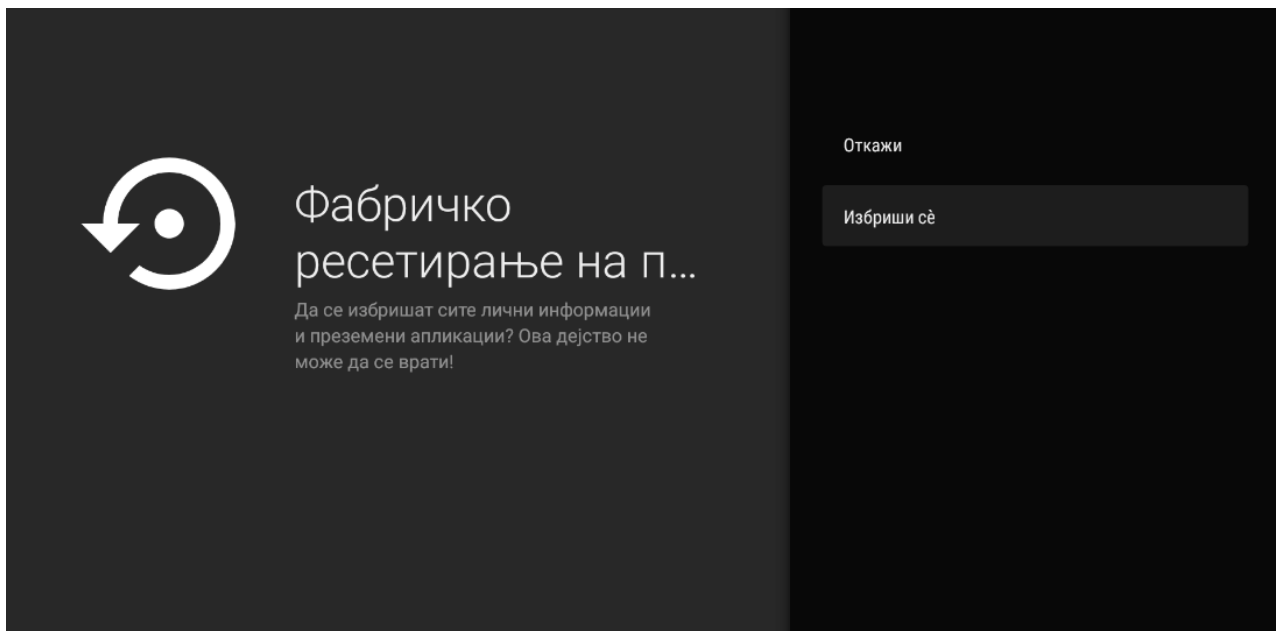 Фабричко
ресетирање на п...
Да се избришат сите лични информации
и преземени апликации? Ова дејство не
може да се врати!
Откажи
Избриши сѐ